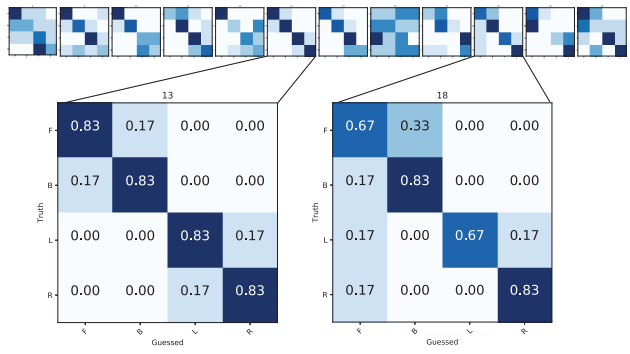 13
18
F 0.83 0.17 0.00 0.00
B 0.17 0.83 0.00 0.00
L 0.00 0.00 0.83 0.17
R 0.00 0.00 0.17 0.83
Truth
F B L R
Guessed
F 0.67 0.33 0.00 0.00
B 0.17 0.83 0.00 0.00
L 0.17 0.00 0.67 0.17
R 0.17 0.00 0.00 0.83
Truth
F B L R
Guessed